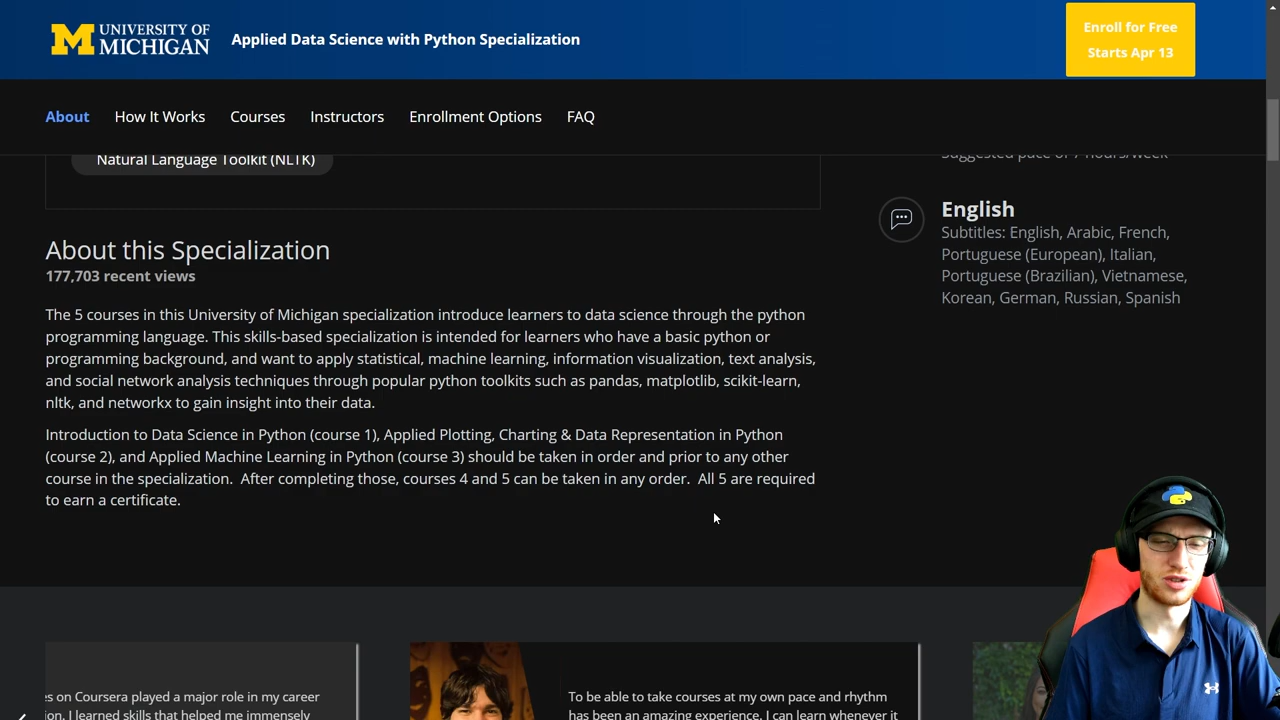 UNIVERSITY OF
MICHIGAN
Applied Data Science with Python Specialization
Enroll for Free
Starts Apr 13
About
How It Works
Courses
Instructors
Enrollment Options
FAQ
Natural Language Toolkit (NLTK)
Suggested pace of 7 hours/week
English
Subtitles: English, Arabic, French,
Portuguese (European), Italian,
Portuguese (Brazilian), Vietnamese,
Korean, German, Russian, Spanish
About this Specialization
177,703 recent views
The 5 courses in this University of Michigan specialization introduce learners to data science through the python
programming language. This skills-based specialization is intended for learners who have a basic python or
programming background, and want to apply statistical, machine learning, information visualization, text analysis,
and social network analysis techniques through popular python toolkits such as pandas, matplotlib, scikit-learn,
nltk, and networkx to gain insight into their data.
Introduction to Data Science in Python (course 1), Applied Plotting, Charting & Data Representation in Python
(course 2), and Applied Machine Learning in Python (course 3) should be taken in order and prior to any other
course in the specialization.  After completing those, courses 4 and 5 can be taken in any order.  All 5 are required
to earn a certificate.
es on Coursera played a major role in my career
ion. I learned skills that helped me immensely
To be able to take courses at my own pace and rhythm
has been an amazing experience. I can learn whenever it